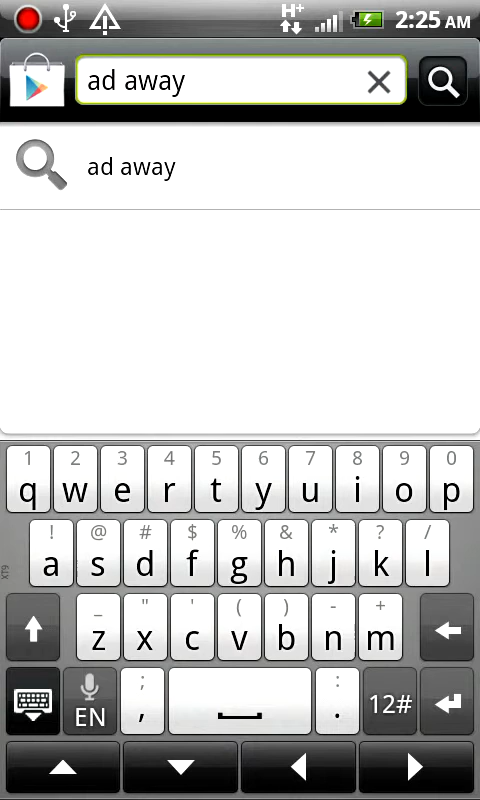 H+
2:25 AM
ad away
ad away
1 2 3 4 5 6 7 8 9 0
q w e r t y u i o p
! @ # $ % & * ? /
a s d f g h j k l
XT9
_ " ' ( ) - +
z x c v b n m
; :
EN , . 12#